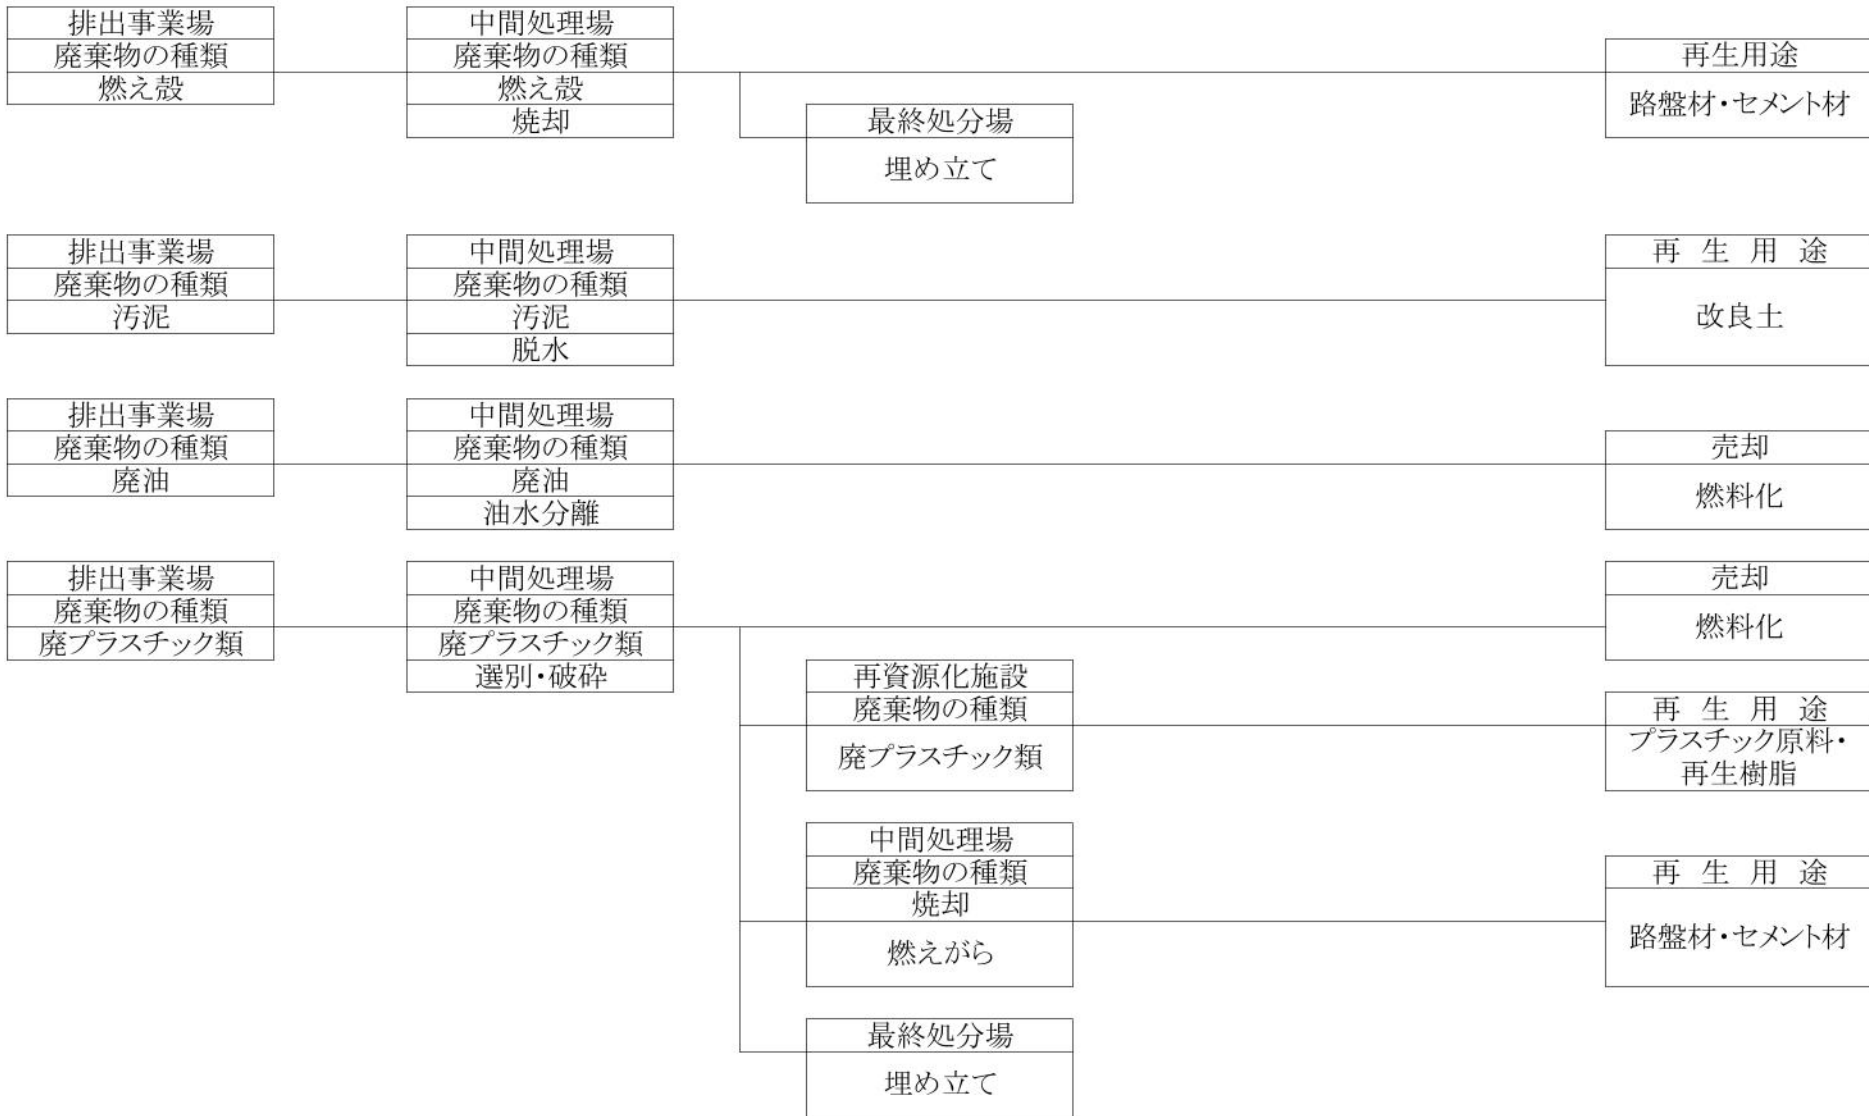 排出事業場
廃棄物の種類
燃え殻
中間処理場
廃棄物の種類
燃え殻
焼却
最終処分場
埋め立て
再生用途
路盤材・セメント材
排出事業場
廃棄物の種類
汚泥
中間処理場
廃棄物の種類
汚泥
脱水
再生用途
改良土
排出事業場
廃棄物の種類
廃油
中間処理場
廃棄物の種類
廃油
油水分離
売却
燃料化
排出事業場
廃棄物の種類
廃プラスチック類
中間処理場
廃棄物の種類
廃プラスチック類
選別・破砕
売却
燃料化
再資源化施設
廃棄物の種類
廃プラスチック類
再生用途
プラスチック原料・
再生樹脂
中間処理場
廃棄物の種類
焼却
燃えがら
再生用途
路盤材・セメント材
最終処分場
埋め立て